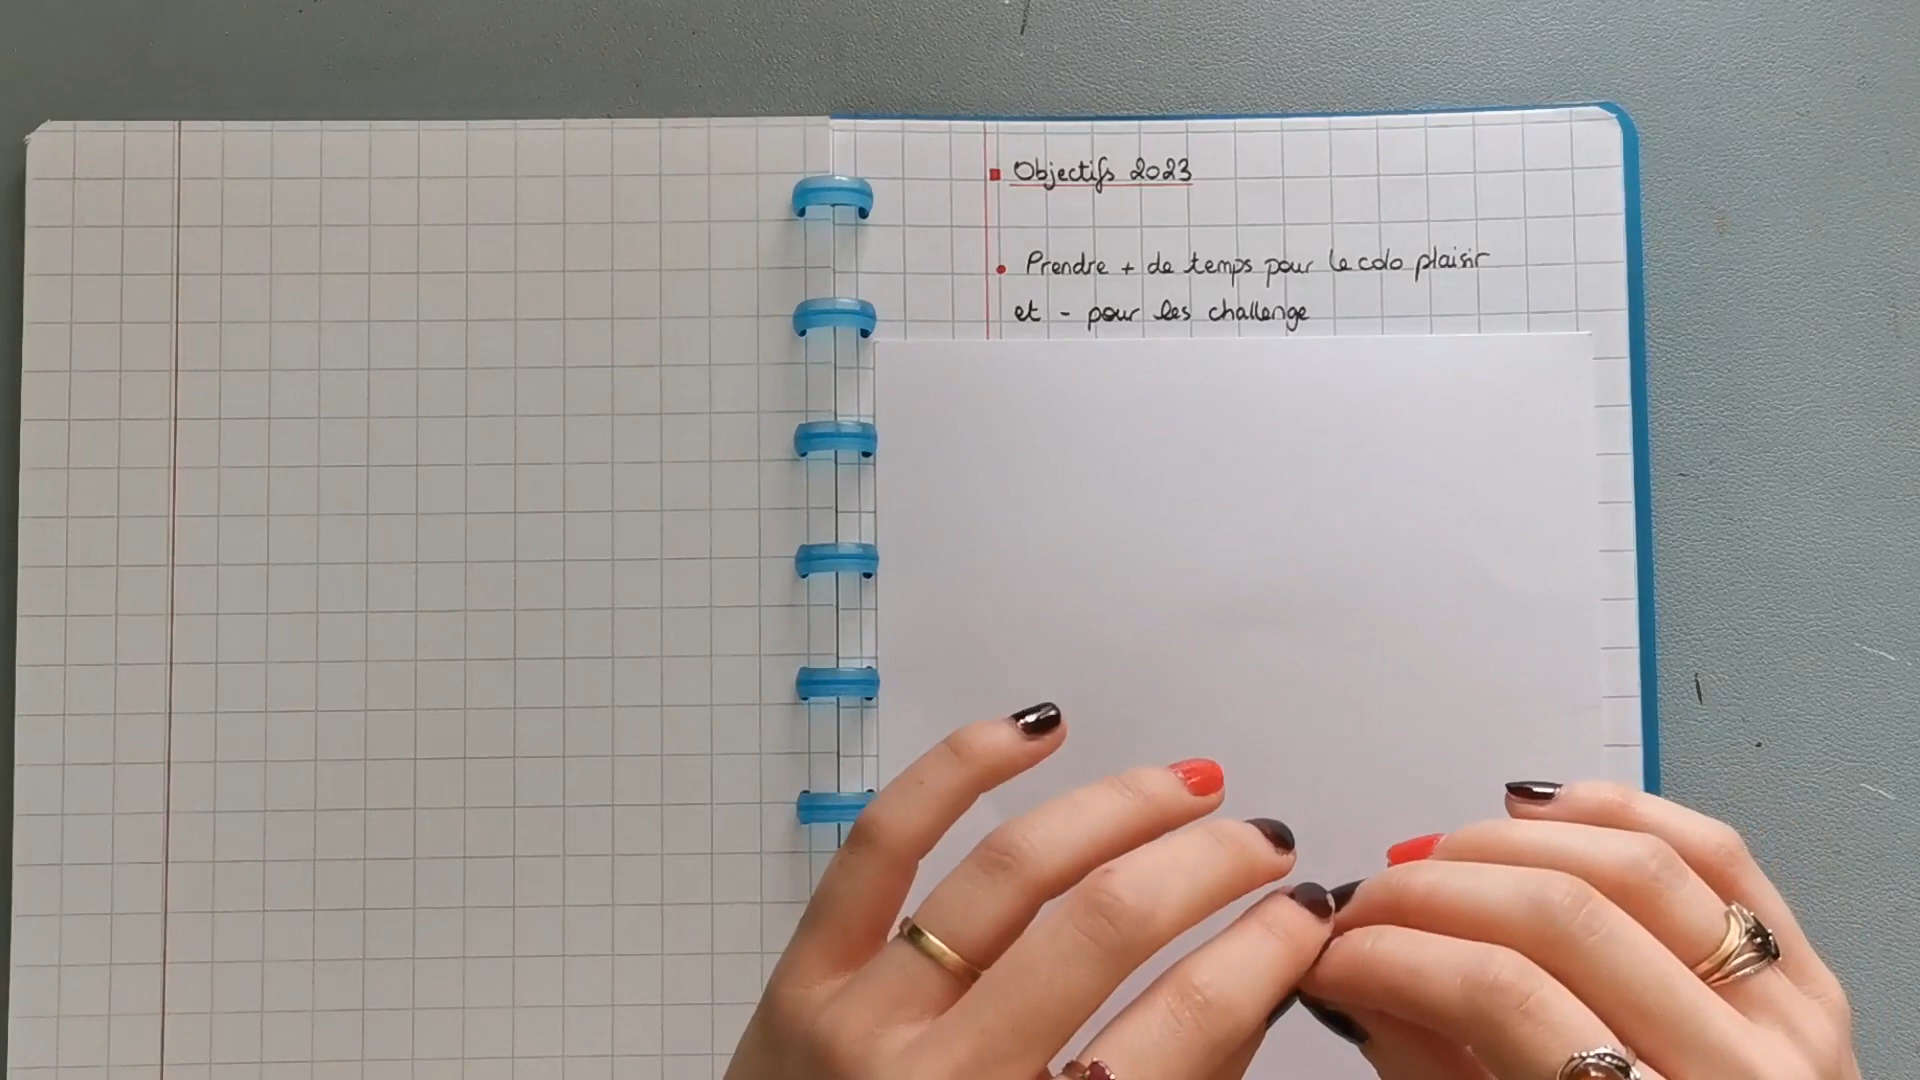 Objectifs 2023
Prendre + de temps pour le colo plaisir
et - pour les challenge